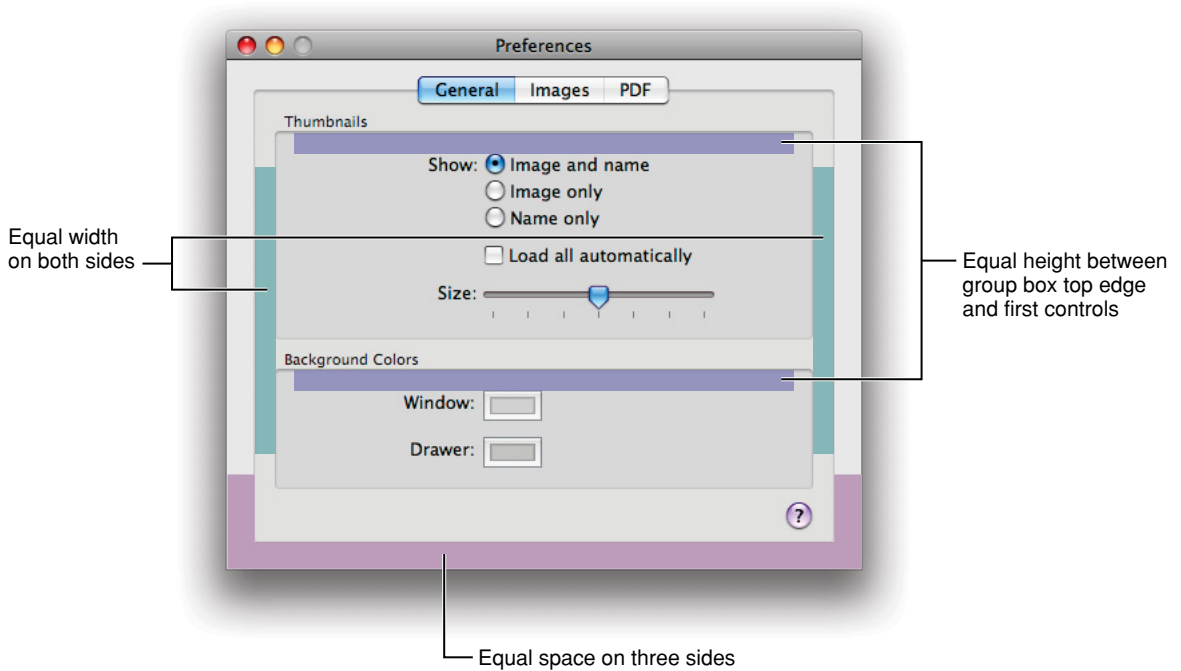 Preferences
General Images PDF
Thumbnails
Show: Image and name
Image only
Name only
Load all automatically
Size:
Background Colors
Window:
Drawer:
?
Equal width
on both sides
Equal height between
group box top edge
and first controls
Equal space on three sides